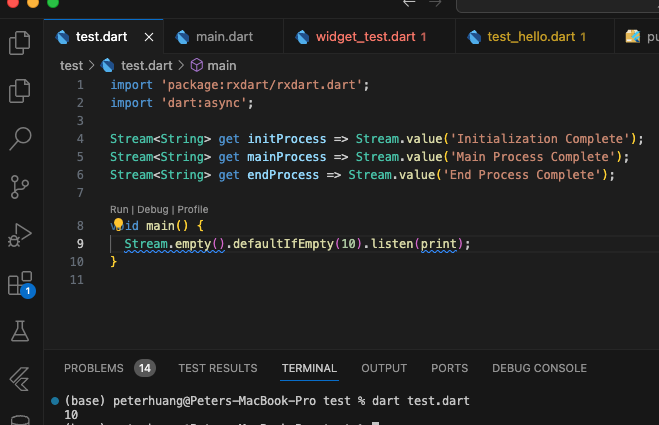 test.dart
main.dart
widget_test.dart 1
test_hello.dart 1
pu
test > test.dart > main
1 import 'package:rxdart/rxdart.dart';
2 import 'dart:async';
3
4 Stream<String> get initProcess => Stream.value('Initialization Complete');
5 Stream<String> get mainProcess => Stream.value('Main Process Complete');
6 Stream<String> get endProcess => Stream.value('End Process Complete');
7
Run | Debug | Profile
8 void main() {
9 Stream.empty().defaultIfEmpty(10).listen(print);
10 }
11
1
PROBLEMS 14 TEST RESULTS TERMINAL OUTPUT PORTS DEBUG CONSOLE
(base) peterhuang@Peters-MacBook-Pro test % dart test.dart
10